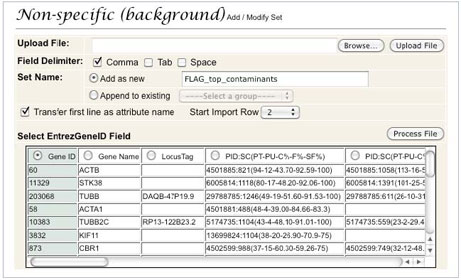 Non-specific (background) Add / Modify Set
Upload File: Browse... Upload File
Field Delimiter: Comma Tab Space
Set Name: Add as new FLAG_top_contaminants
Append to existing ----Select a group----
Transfer first line as attribute name Start Import Row 2
Select EntrezGeneID Field Process File
Gene ID Gene Name LocusTag PID:SC(PT-PU-C%-F%-SF%) PID:SC(PT-PU-C%
60 ACTB 4501885:821(94-12-43.70-92.59-100) 4501885:1058(113-16-5
11329 STK38 6005814:1118(80-17-48.20-92.06-100) 6005814:1391(101-25-5
203068 TUBB DAQB-47P19.9 29788785:1246(49-19-51.60-91.53-100) 29788785:611(26-10-31
58 ACTA1 4501881:488(48-4-39.00-84.66-83.3)
10383 TUBB2C RP13-122B23.2 5174735:1104(43-4-48.10-91.01-100) 5174735:559(23-2-29.4
3832 KIF11 13699824:1104(38-20-26.90-70.9-75)
873 CBR1 4502599:988(37-15-60.30-59.26-75) 4502599:749(32-12-48.